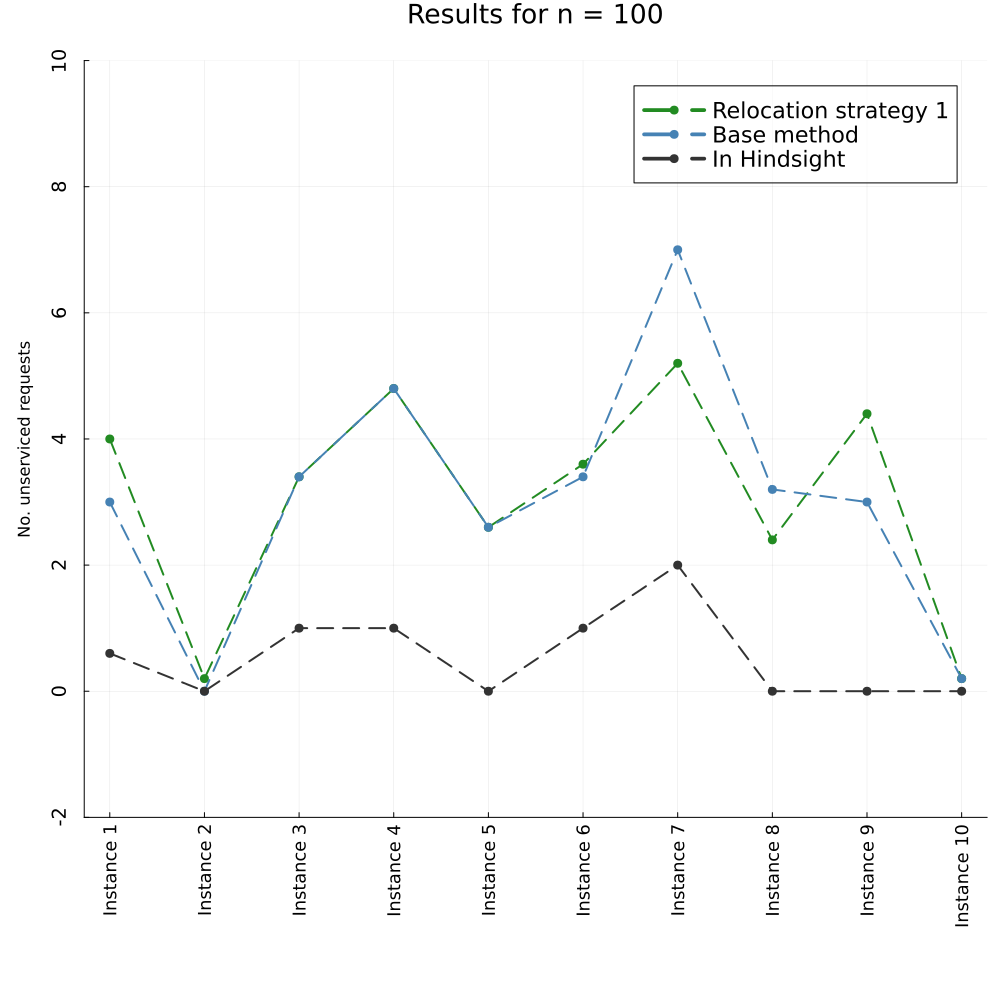 Results for n = 100
10
8
6
4
2
0
-2
No. unserviced requests
Relocation strategy 1
Base method
In Hindsight
Instance 1
Instance 2
Instance 3
Instance 4
Instance 5
Instance 6
Instance 7
Instance 8
Instance 9
Instance 10